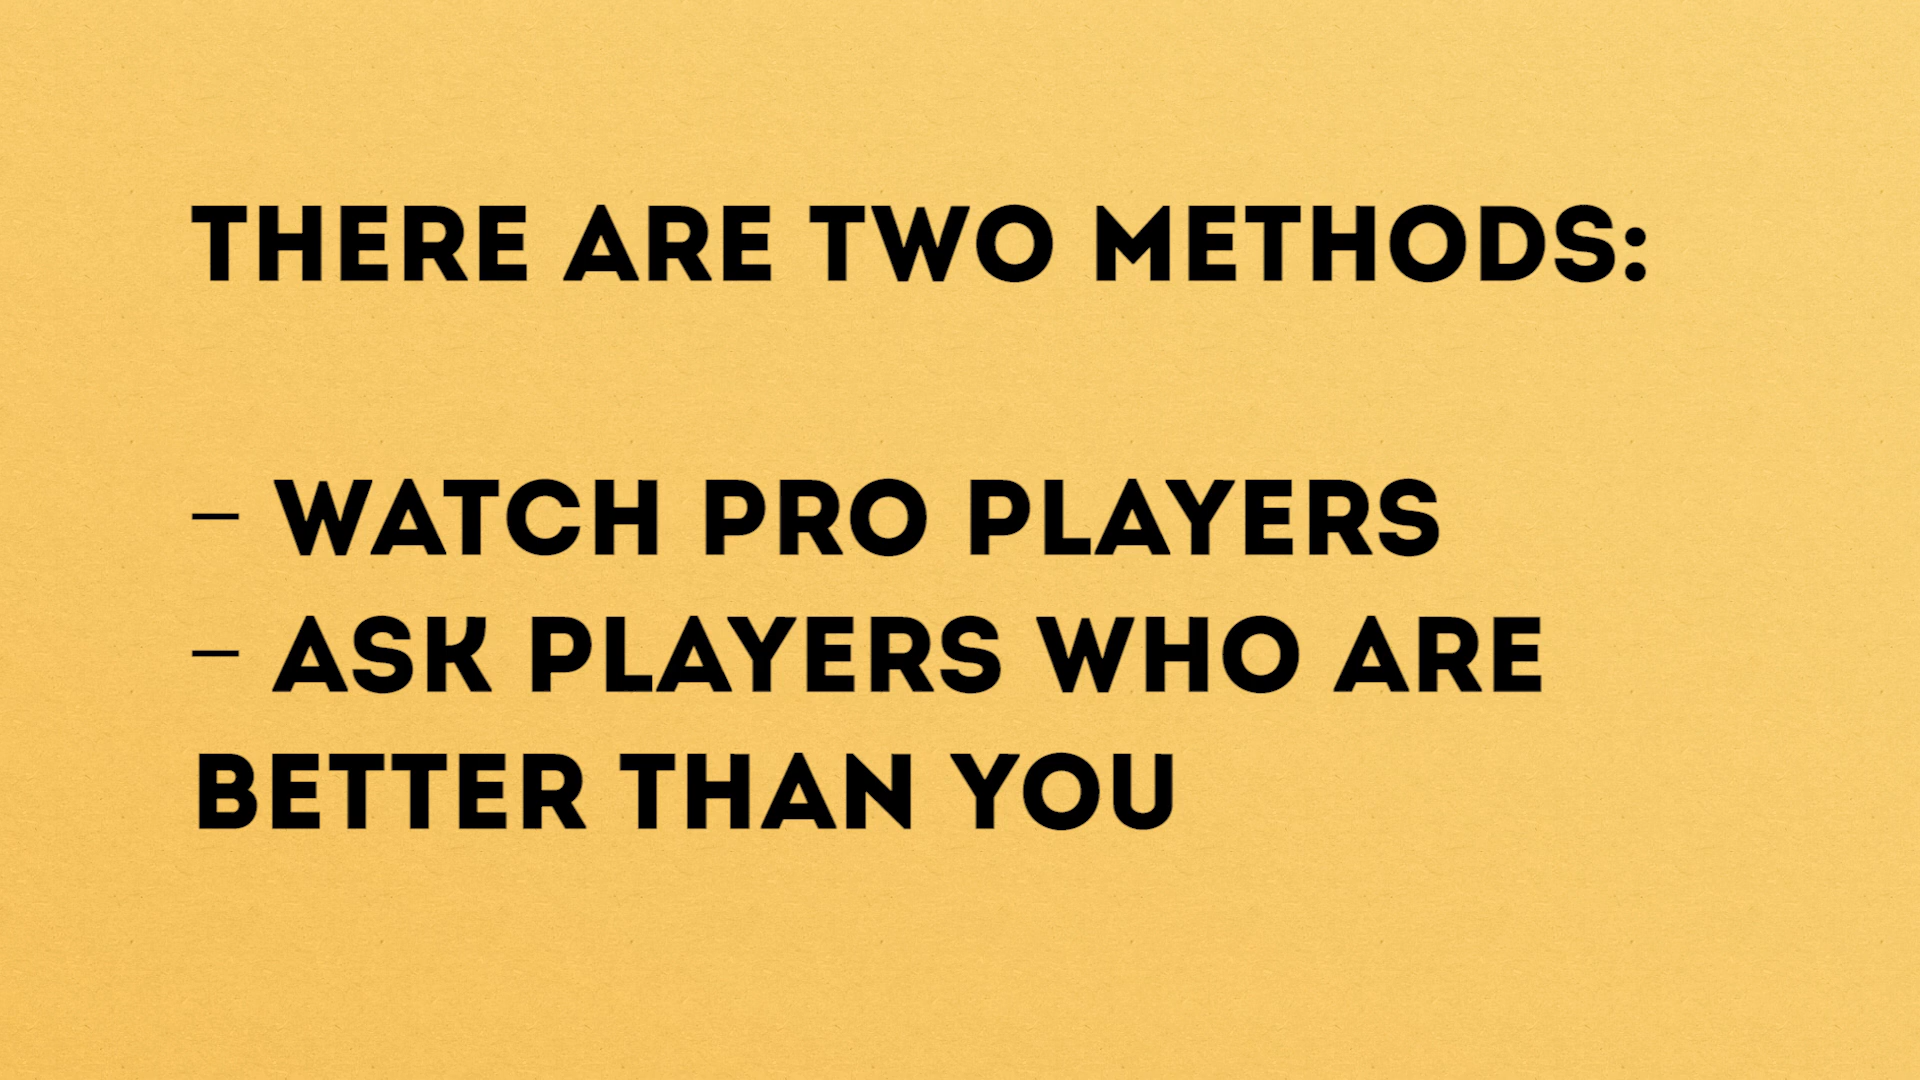 THERE ARE TWO METHODS:
– WATCH PRO PLAYERS
– ASK PLAYERS WHO ARE
BETTER THAN YOU